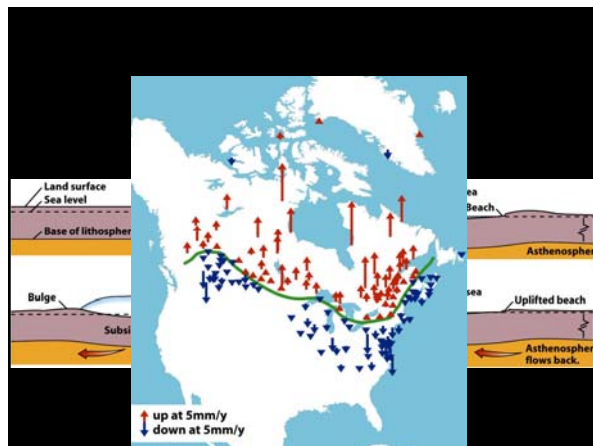 Land surface
Sea level
Base of lithospher
Bulge
Subsi
up at 5mm/y
down at 5mm/y
sea
Beach
Asthenospher
sea
Uplifted beach
Asthenospher
flows back.